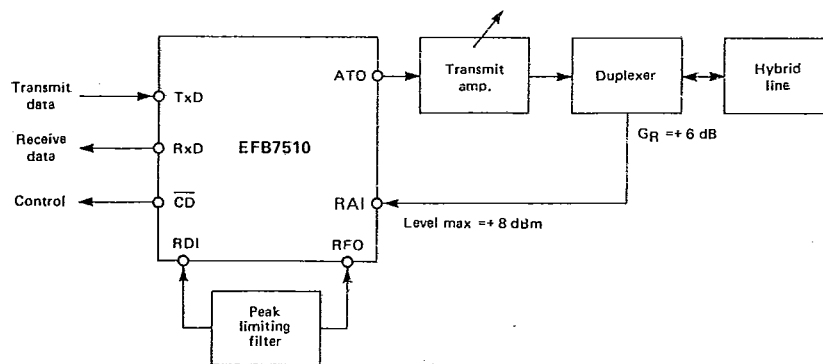 ATO
Transmit
amp.
Duplexer
Hybrid
line
Transmit
data
TxD
Receive
data
RxD
EFB7510
GR = + 6 dB
Control
CD
RAI
Level max = + 8 dBm
RDI
RFO
Peak
limiting
filter